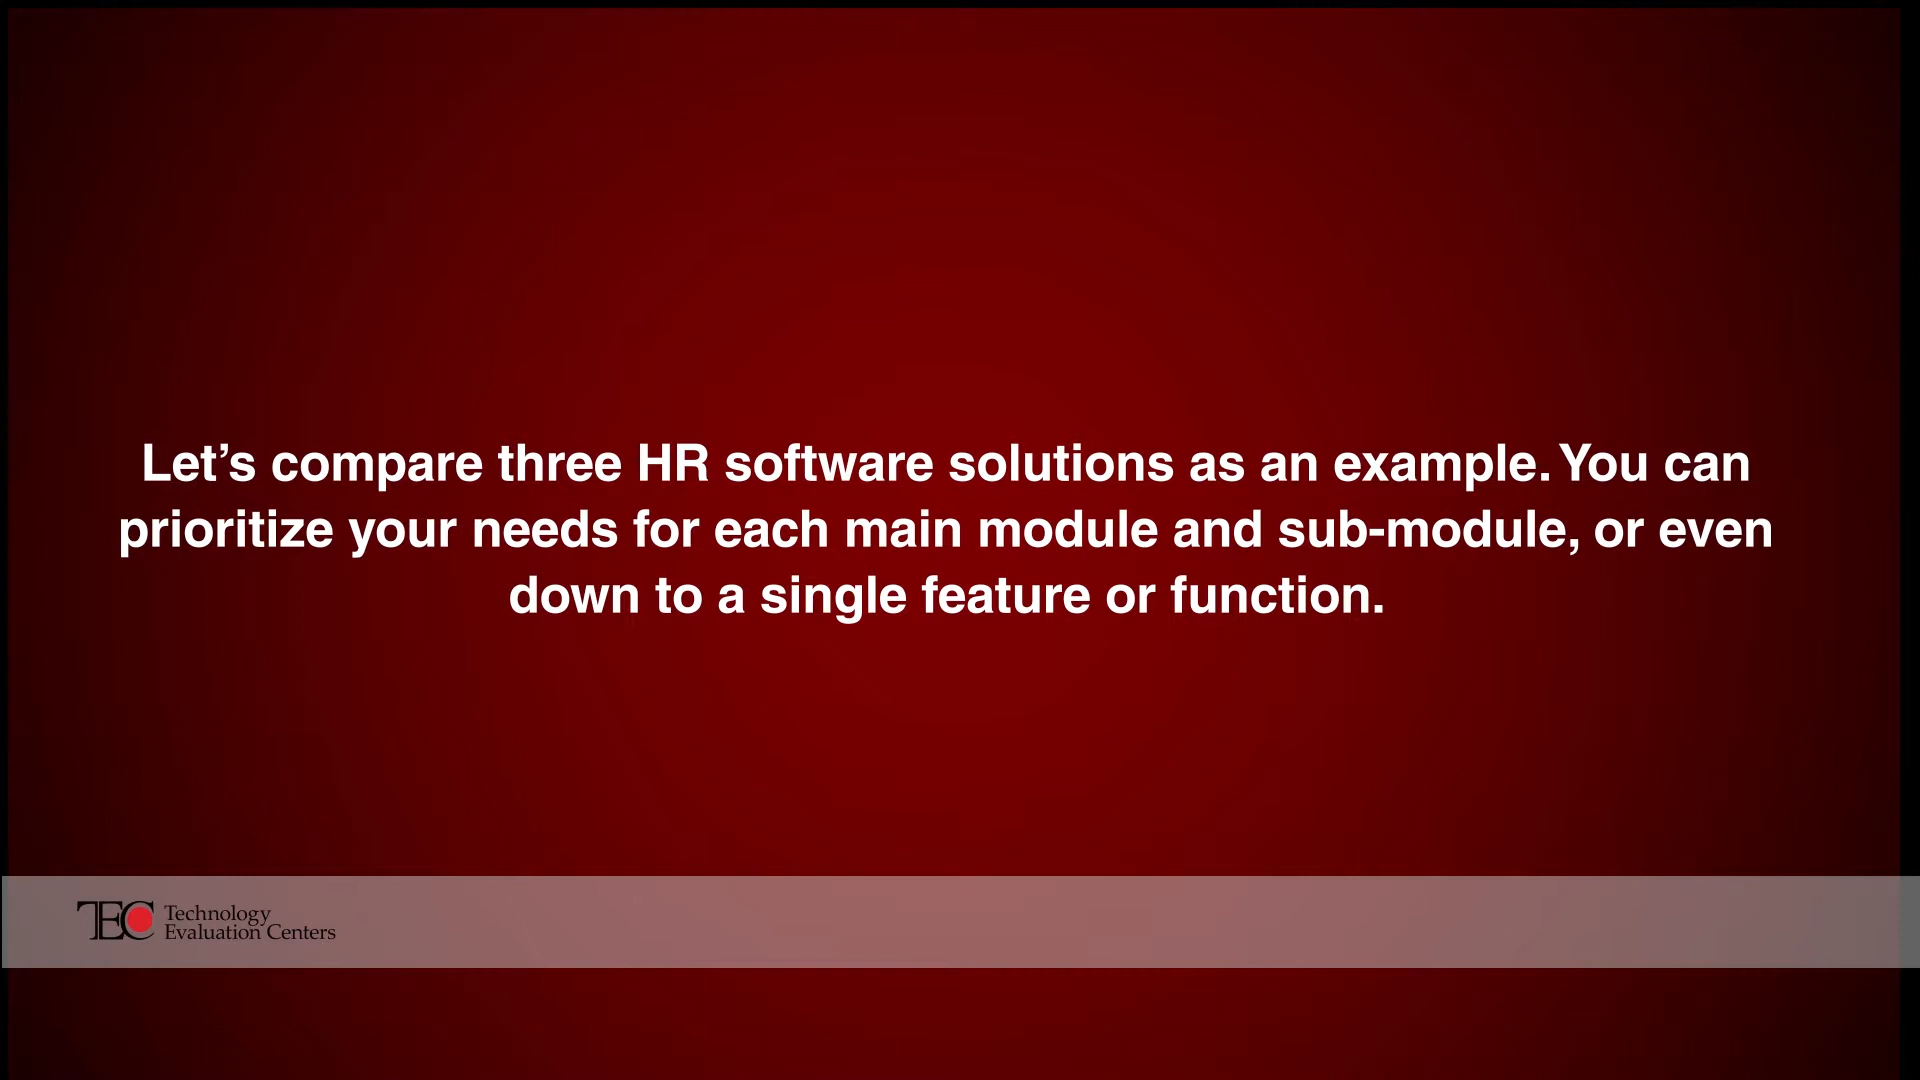 Let’s compare three HR software solutions as an example. You can
prioritize your needs for each main module and sub-module, or even
down to a single feature or function.
TEC Technology
Evaluation Centers